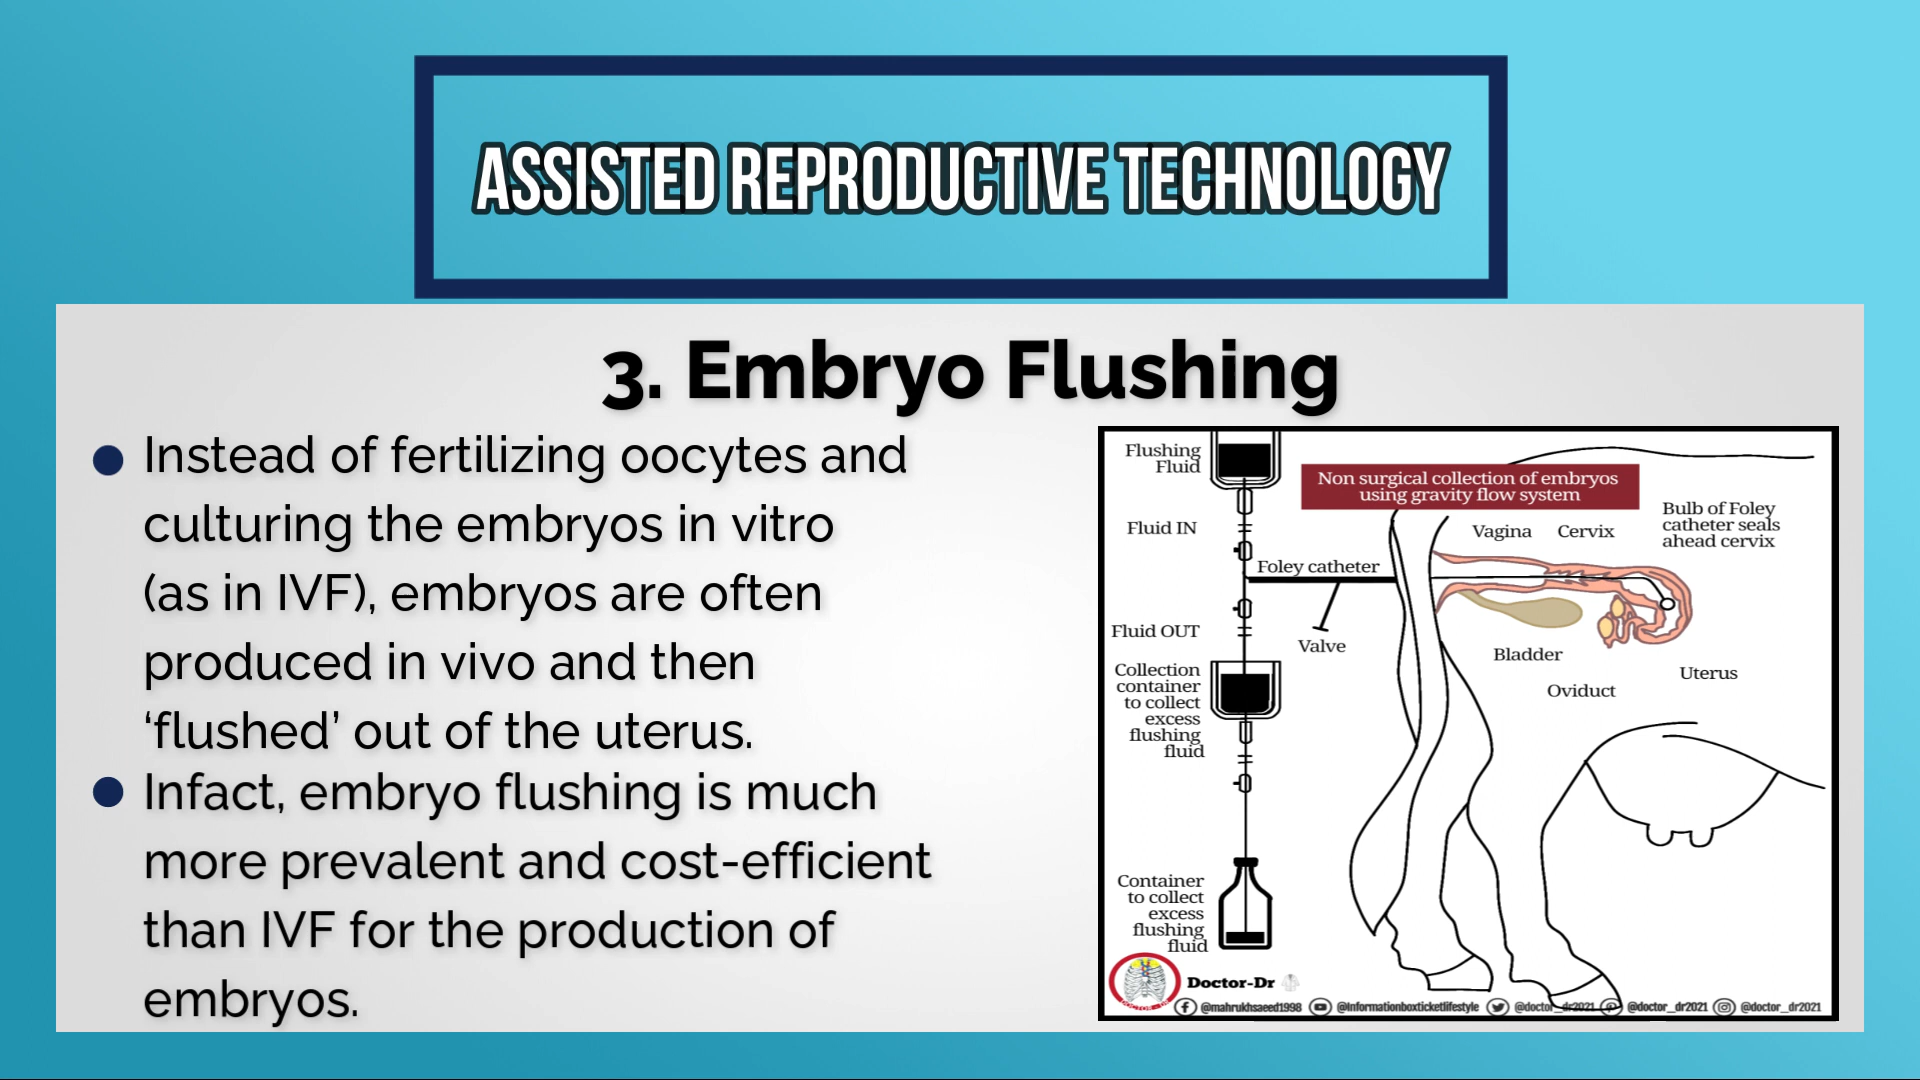 ASSISTED REPRODUCTIVE TECHNOLOGY
3. Embryo Flushing
Instead of fertilizing oocytes and
culturing the embryos in vitro
(as in IVF), embryos are often
produced in vivo and then
‘flushed’ out of the uterus.
Infact, embryo flushing is much
more prevalent and cost-efficient
than IVF for the production of
embryos.
Flushing
Fluid
Non surgical collection of embryos
using gravity flow system
Fluid IN
Vagina
Cervix
Bulb of Foley
catheter seals
ahead cervix
Foley catheter
Fluid OUT
Valve
Bladder
Oviduct
Uterus
Collection
container
to collect
excess
flushing
fluid
Container
to collect
excess
flushing
fluid
Doctor-Dr
@mahrukhsaeed1998
@informationboxticketlifestyle
@doctor_dr2021
@doctor_dr2021
@doctor_dr2021